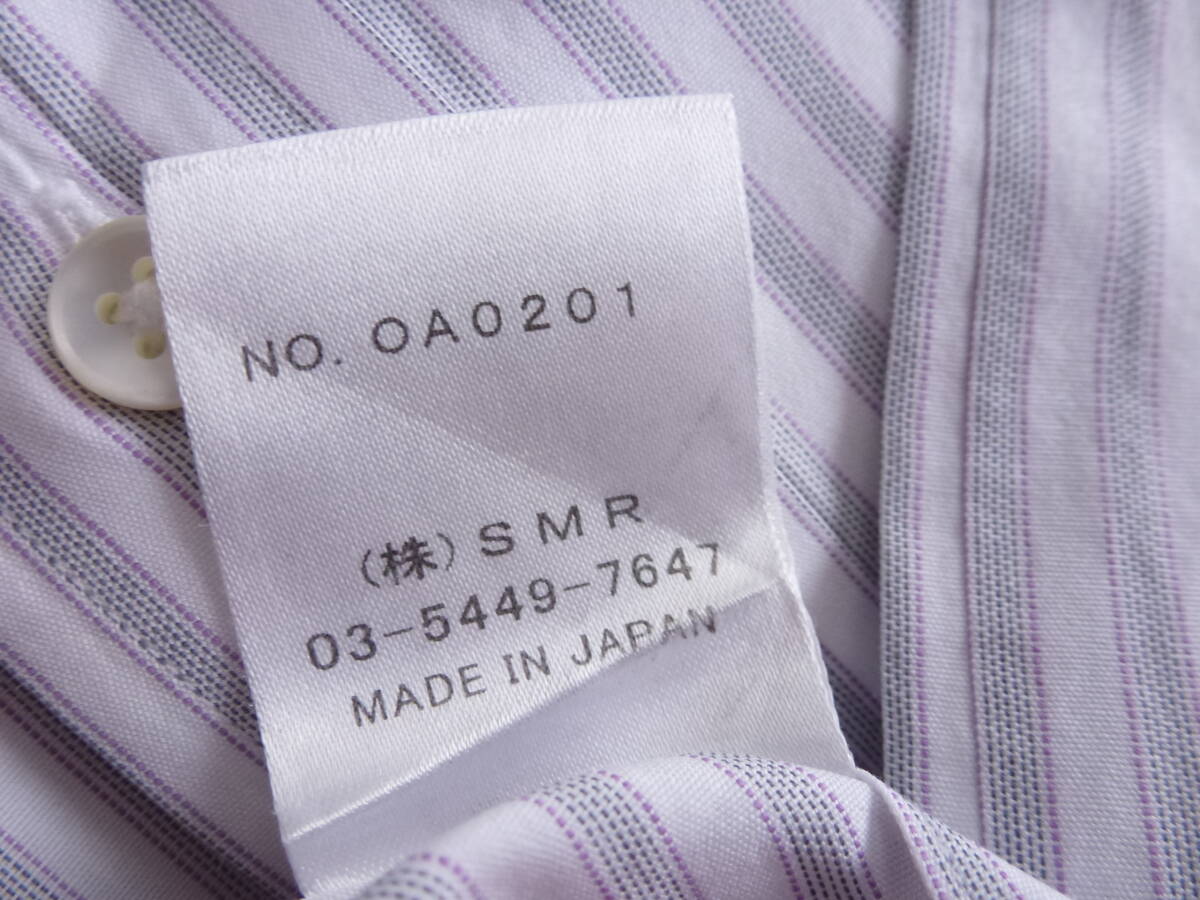 NO. OA0201
(株) SMR
03-5449-7647
MADE IN JAPAN